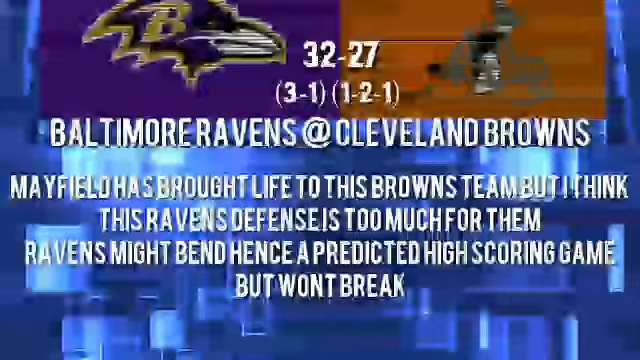 B
32-27
(3-1) (1-2-1)
BALTIMORE RAVENS @ CLEVELAND BROWNS
MAYFIELD HAS BROUGHT LIFE TO THIS BROWNS TEAM BUT I THINK
THIS RAVENS DEFENSE IS TOO MUCH FOR THEM
RAVENS MIGHT BEND HENCE A PREDICTED HIGH SCORING GAME
BUT WONT BREAK